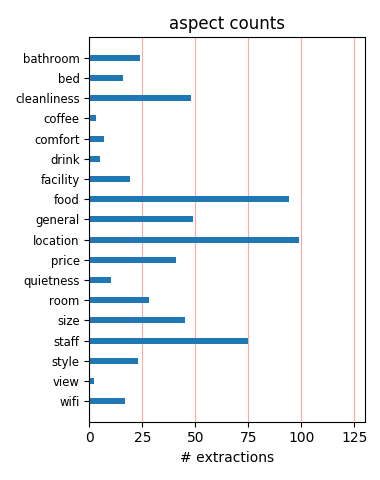 aspect counts
bathroom
bed
cleanliness
coffee
comfort
drink
facility
food
general
location
price
quietness
room
size
staff
style
view
wifi
0 25 50 75 100 125
# extractions